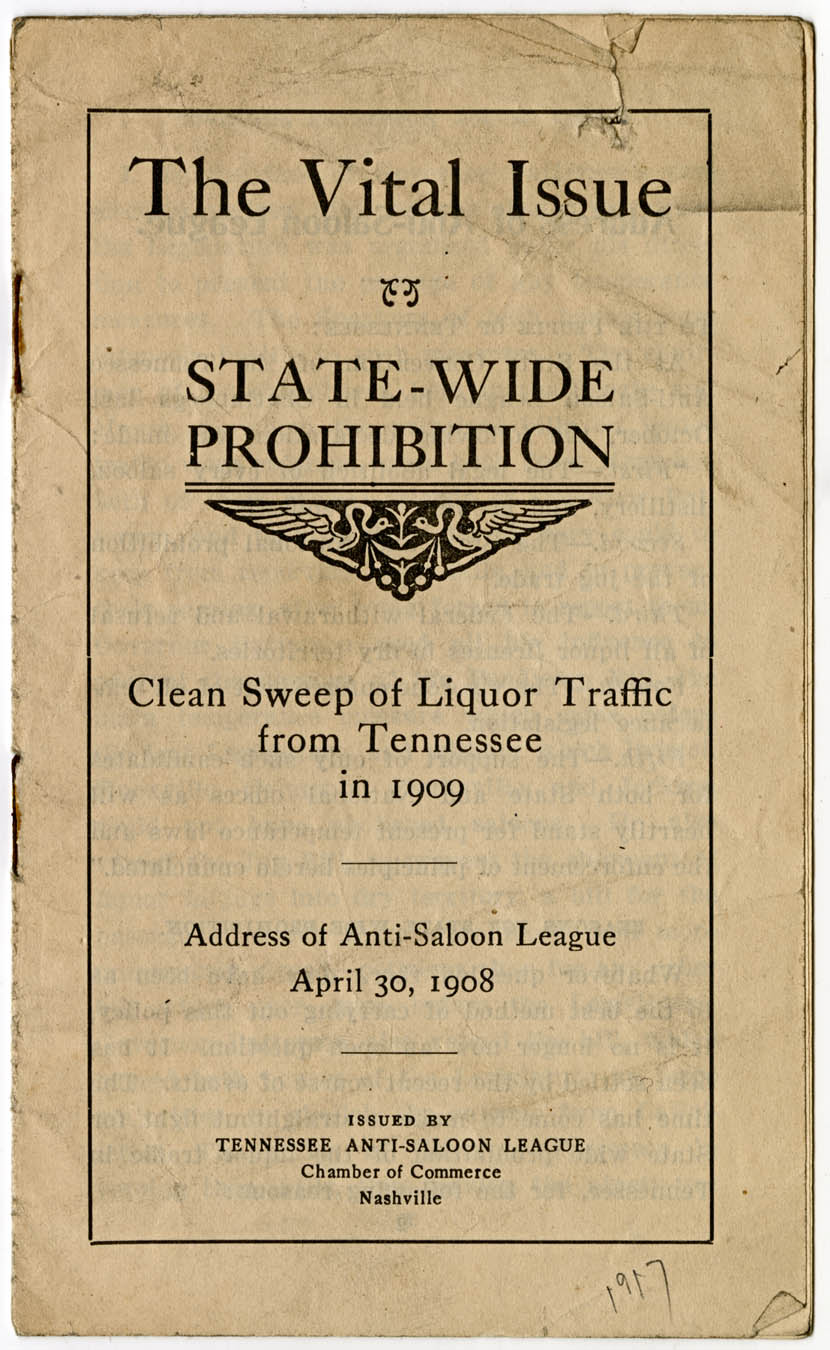 The Vital Issue
STATE-WIDE
PROHIBITION
Clean Sweep of Liquor Traffic
from Tennessee
in 1909
Address of Anti-Saloon League
April 30, 1908
ISSUED BY
TENNESSEE ANTI-SALOON LEAGUE
Chamber of Commerce
Nashville
1917